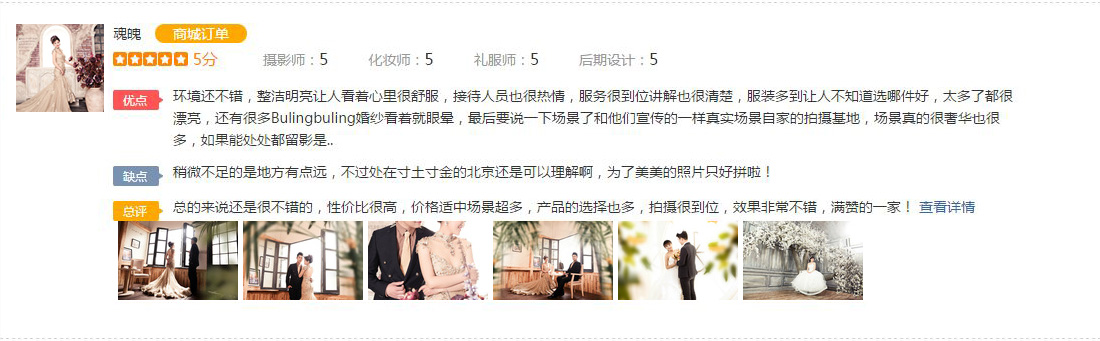 魂魄 商城订单
5分 摄影师：5 化妆师：5 礼服师：5 后期设计：5
优点 环境还不错，整洁明亮让人看着心里很舒服，接待人员也很热情，服务很到位讲解也很清楚，服装多到让人不知道选哪件好，太多了都很
漂亮，还有很多Bulingbuling婚纱看着就眼晕，最后要说一下场景了和他们宣传的一样真实场景自家的拍摄基地，场景真的很奢华也很
多，如果能处处都留影是..
缺点 稍微不足的是地方有点远，不过处在寸土寸金的北京还是可以理解啊，为了美美的照片只好拼啦！
总评 总的来说还是很不错的，性价比很高，价格适中场景超多，产品的选择也多，拍摄很到位，效果非常不错，满赞的一家！ 查看详情